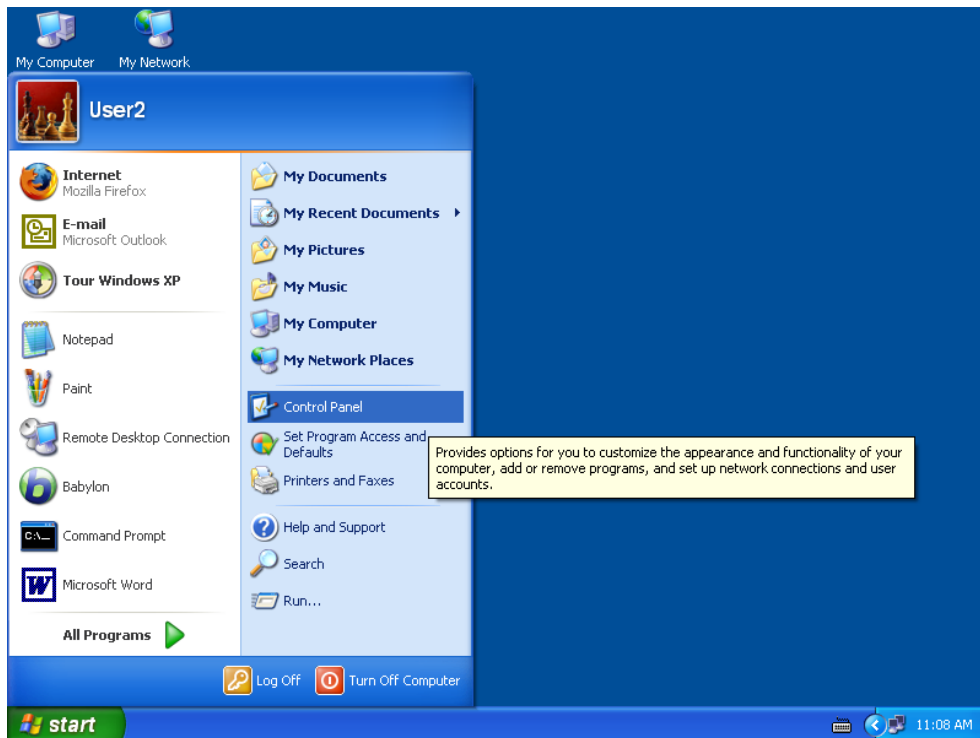 My Computer
My Network
User2
Internet
Mozilla Firefox
E-mail
Microsoft Outlook
Tour Windows XP
Notepad
Paint
Remote Desktop Connection
Babylon
C:\_
Command Prompt
W
Microsoft Word
All Programs
My Documents
My Recent Documents
My Pictures
My Music
My Computer
My Network Places
Control Panel
Set Program Access and
Defaults
Printers and Faxes
Help and Support
Search
Run...
Provides options for you to customize the appearance and functionality of your
computer, add or remove programs, and set up network connections and user
accounts.
Log Off
Turn Off Computer
start
11:08 AM